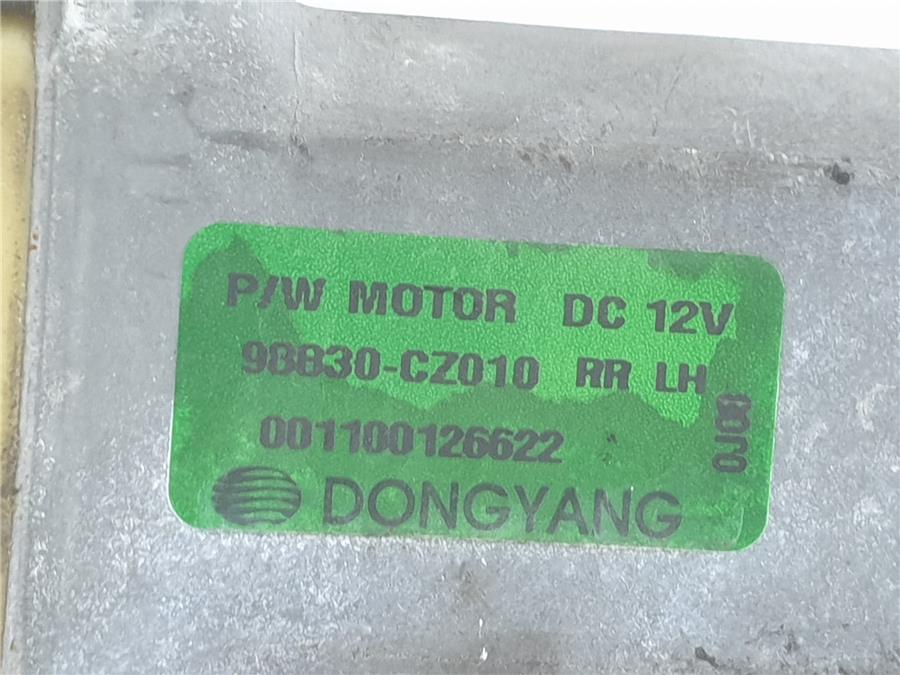 P/W MOTOR DC 12V
98830-CZ010 RR LH
001100126622
DONGYANG